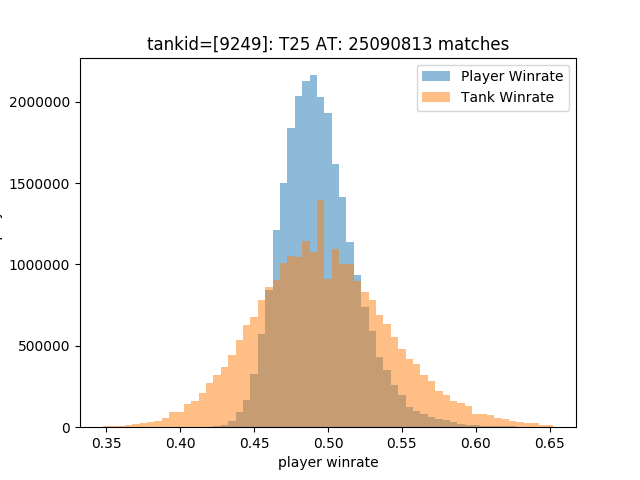 tankid=[9249]: T25 AT: 25090813 matches
Player Winrate
Tank Winrate
2000000
1500000
1000000
500000
0
0.35 0.40 0.45 0.50 0.55 0.60 0.65
player winrate